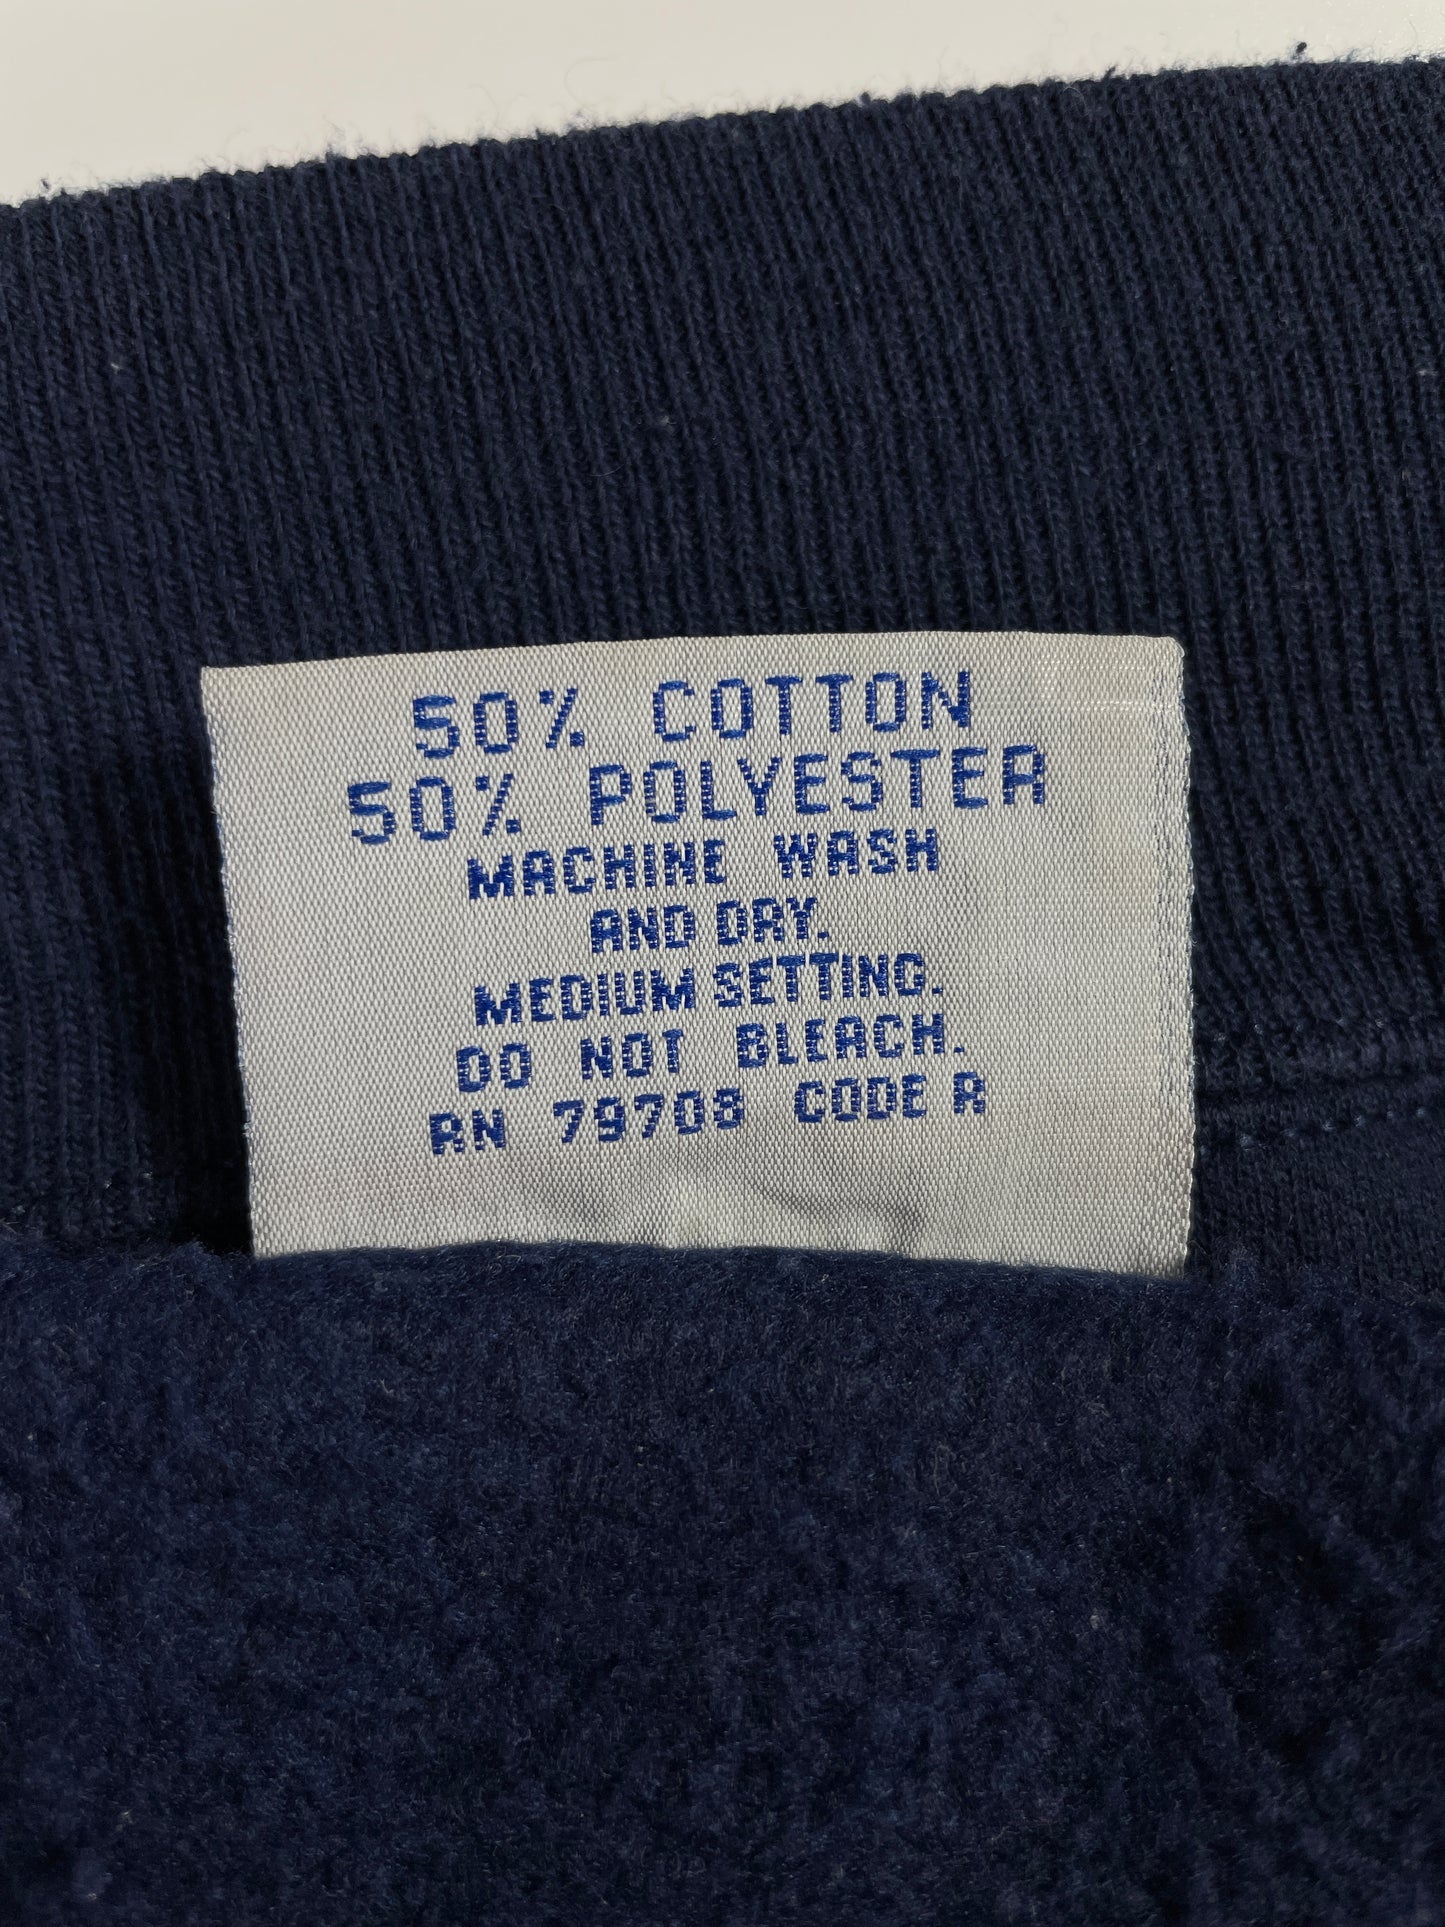 50% COTTON
50% POLYESTER
MACHINE WASH
AND DRY.
MEDIUM SETTING.
DO NOT BLEACH.
RN 79708 CODE R